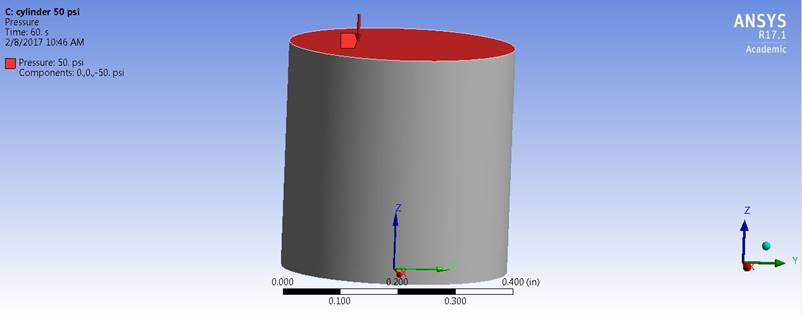 C: cylinder 50 psi
Pressure
Time: 60. s
2/8/2017 10:46 AM
Pressure: 50. psi
Components: 0,0,-50. psi
ANSYS
R17.1
Academic
Z
0.000
0.200
0.400 (in)
0.100
0.300
Z
Y
X